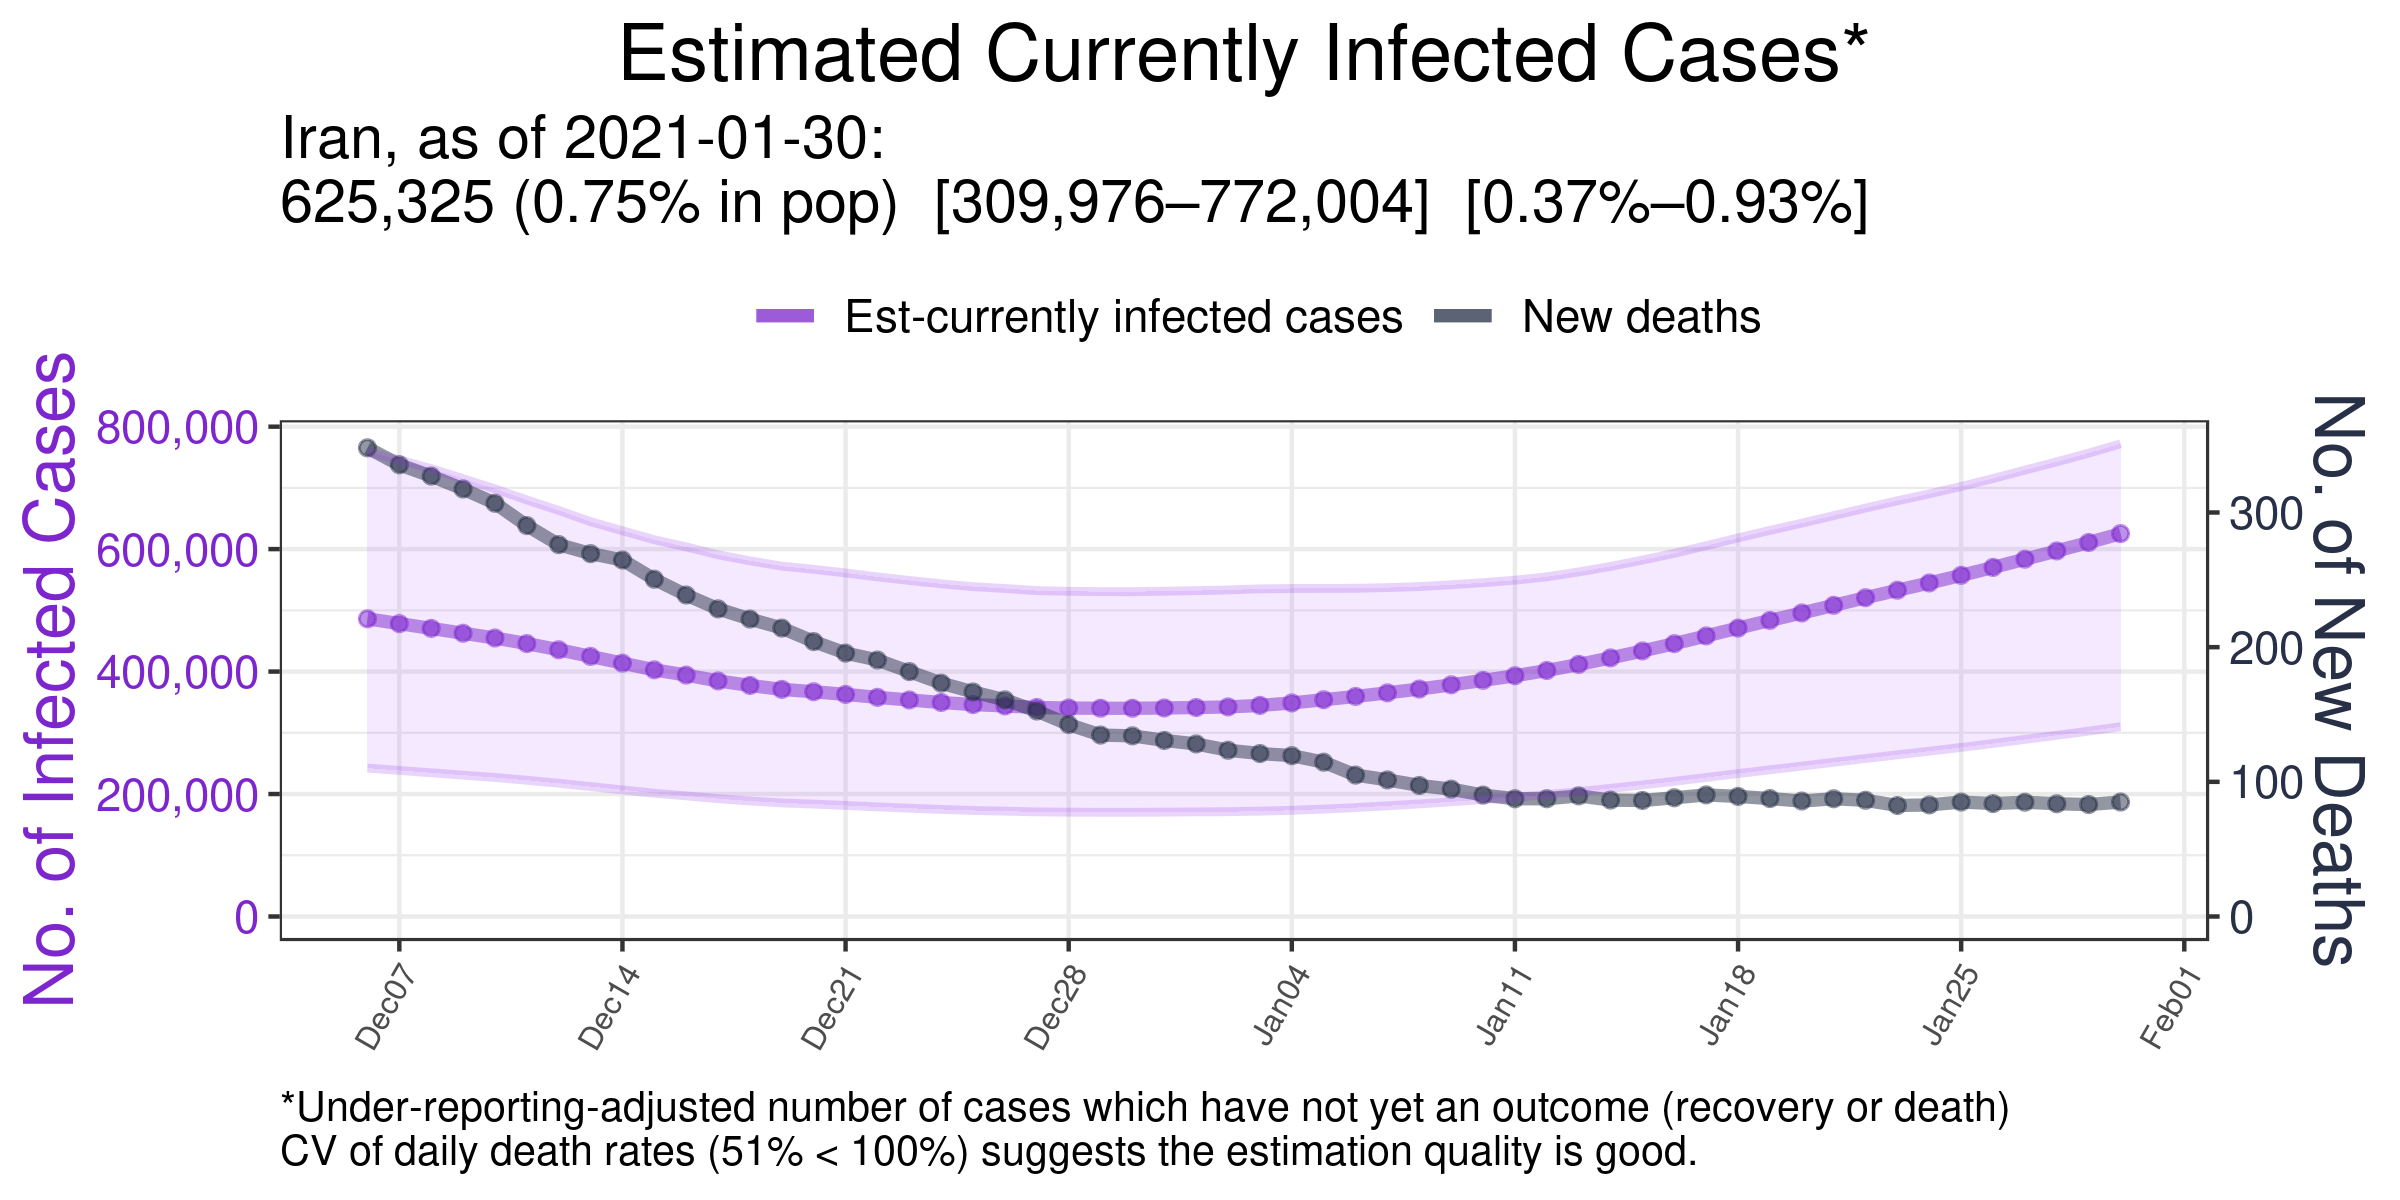 Estimated Currently Infected Cases*
Iran, as of 2021-01-30:
625,325 (0.75% in pop)  [309,976–772,004]  [0.37%–0.93%]
Est-currently infected cases
New deaths
No. of Infected Cases
800,000
600,000
400,000
200,000
0
300
200
100
0
No. of New Deaths
Dec07
Dec14
Dec21
Dec28
Jan04
Jan11
Jan18
Jan25
Feb01
*Under-reporting-adjusted number of cases which have not yet an outcome (recovery or death)
CV of daily death rates (51% < 100%) suggests the estimation quality is good.